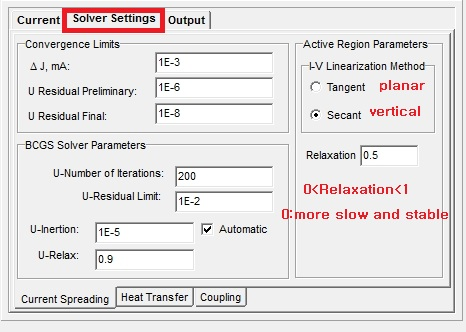 Current Solver Settings Output
Convergence Limits
Δ J, mA: 1E-3
U Residual Preliminary: 1E-6
U Residual Final: 1E-8
BCGS Solver Parameters
U-Number of Iterations: 200
U-Residual Limit: 1E-2
U-Inertion: 1E-5 Automatic
U-Relax: 0.9
Active Region Parameters
I-V Linearization Method
Tangent planar
Secant vertical
Relaxation 0.5
0<Relaxation<1
0:more slow and stable
Current Spreading Heat Transfer Coupling